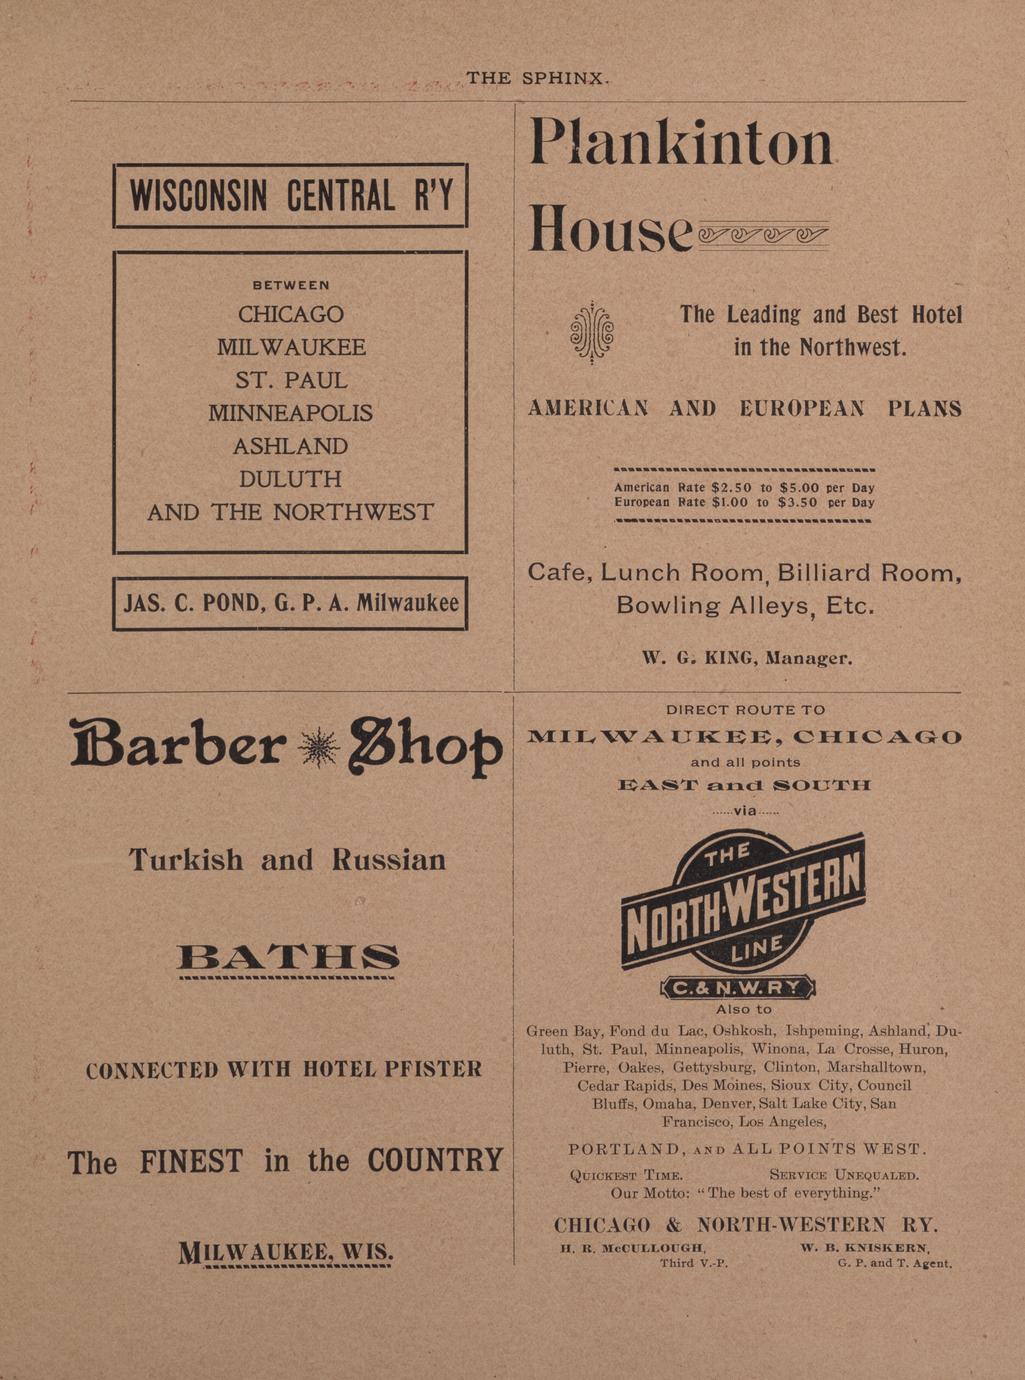 THE SPHINX.
WISCONSIN CENTRAL R'Y
BETWEEN
CHICAGO
MILWAUKEE
ST. PAUL
MINNEAPOLIS
ASHLAND
DULUTH
AND THE NORTHWEST
JAS. C. POND, G. P. A. Milwaukee
Plankinton
House
The Leading and Best Hotel
in the Northwest.
AMERICAN AND EUROPEAN PLANS
American Rate $2.50 to $5.00 per Day
European Rate $1.00 to $3.50 per Day
Cafe, Lunch Room, Billiard Room,
Bowling Alleys, Etc.
W. G. KING, Manager.
Barber Shop
Turkish and Russian
BATHS
CONNECTED WITH HOTEL PFISTER
The FINEST in the COUNTRY
MILWAUKEE, WIS.
DIRECT ROUTE TO
MILWAUKEE, CHICAGO
and all points
EAST and SOUTH
......via......
THE
NORTH-WESTERN
LINE
C. & N. W. RY
Also to
Green Bay, Fond du Lac, Oshkosh, Ishpeming, Ashland, Du-
luth, St. Paul, Minneapolis, Winona, La Crosse, Huron,
Pierre, Oakes, Gettysburg, Clinton, Marshalltown,
Cedar Rapids, Des Moines, Sioux City, Council
Bluffs, Omaha, Denver, Salt Lake City, San
Francisco, Los Angeles,
PORTLAND, AND ALL POINTS WEST.
QUICKEST TIME. SERVICE UNEQUALED.
Our Motto: "The best of everything."
CHICAGO & NORTH-WESTERN RY.
H. R. McCULLOUGH, W. B. KNISKERN,
Third V.-P. G. P. and T. Agent.